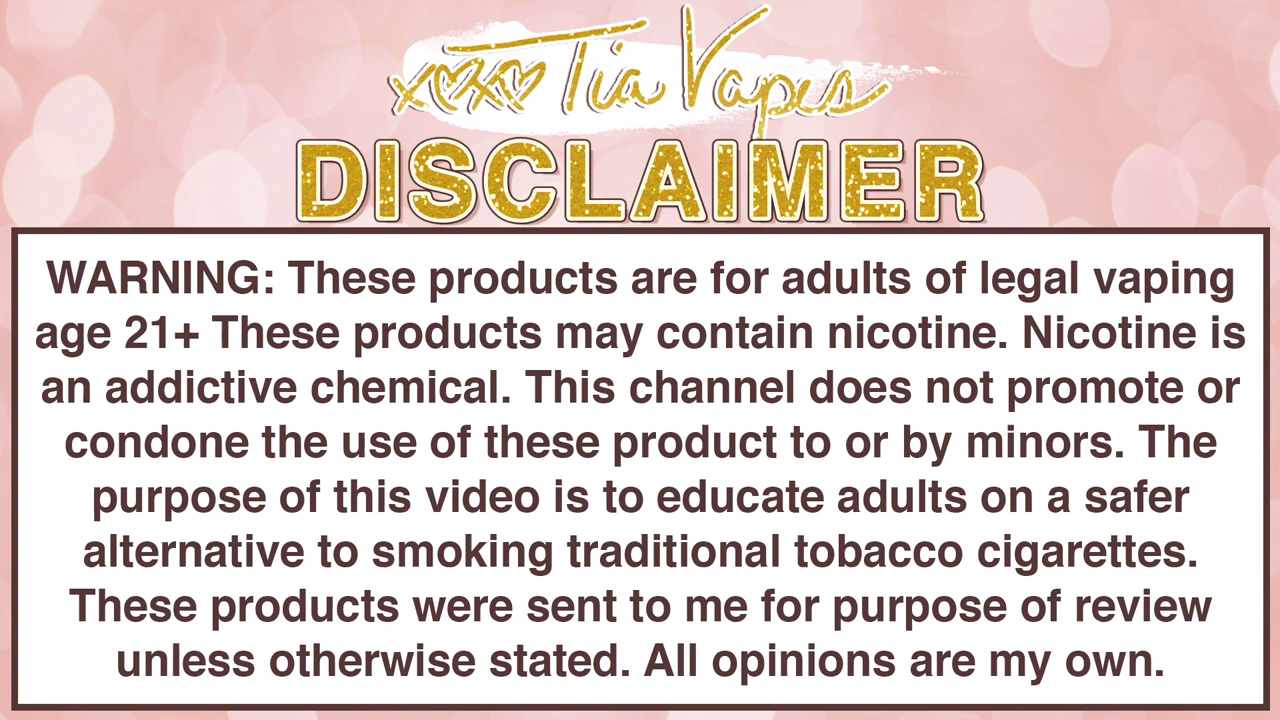 xoxo Tia Vapes
DISCLAIMER
WARNING: These products are for adults of legal vaping
age 21+ These products may contain nicotine. Nicotine is
an addictive chemical. This channel does not promote or
condone the use of these product to or by minors. The
purpose of this video is to educate adults on a safer
alternative to smoking traditional tobacco cigarettes.
These products were sent to me for purpose of review
unless otherwise stated. All opinions are my own.